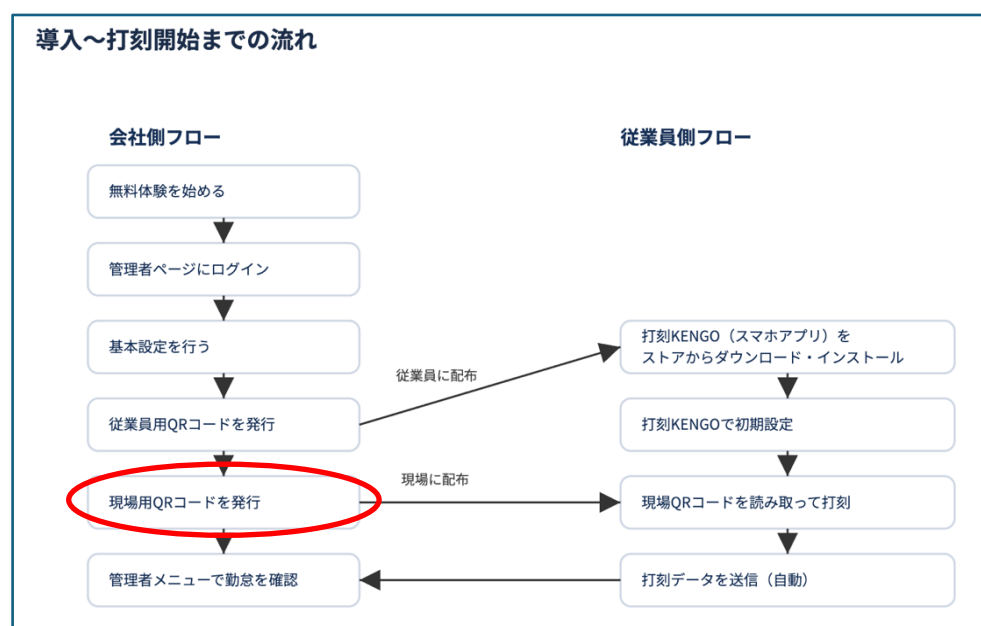 導入～打刻開始までの流れ
会社側フロー
無料体験を始める
管理者ページにログイン
基本設定を行う
従業員用QRコードを発行
現場用QRコードを発行
管理者メニューで勤怠を確認
従業員に配布
現場に配布
従業員側フロー
打刻KENGO（スマホアプリ）を
ストアからダウンロード・インストール
打刻KENGOで初期設定
現場QRコードを読み取って打刻
打刻データを送信（自動）